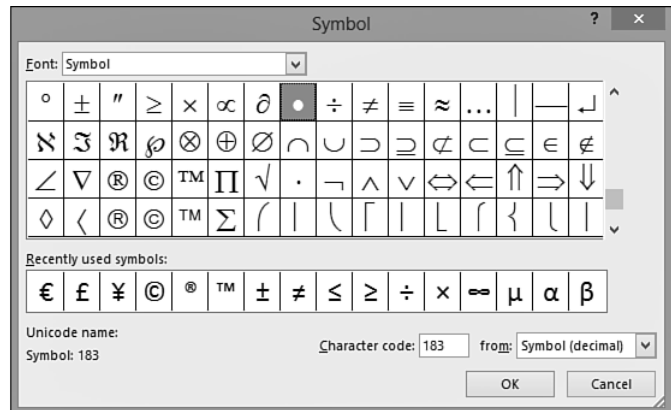 Symbol ? ×
Font: Symbol
° ± ″ ≥ × ∝ ∂ • ÷ ≠ ≡ ≈ … │ — ↵
ℵ ℑ ℜ ℘ ⊗ ⊕ ∅ ∩ ∪ ⊃ ⊇ ⊄ ⊂ ⊆ ∈ ∉
∠ ∇ ® © ™ ∏ √ ⋅ ¬ ∧ ∨ ⇔ ⇐ ⇑ ⇒ ⇓
◊ 〈 ® © ™ ∑ ⎛ ⎜ ⎝ ⎡ ⎢ ⎣ ⎧ ⎨ ⎩ ⎪
Recently used symbols:
€ £ ¥ © ® ™ ± ≠ ≤ ≥ ÷ × ∞ µ α β
Unicode name:
Symbol: 183
Character code: 183 from: Symbol (decimal)
OK Cancel